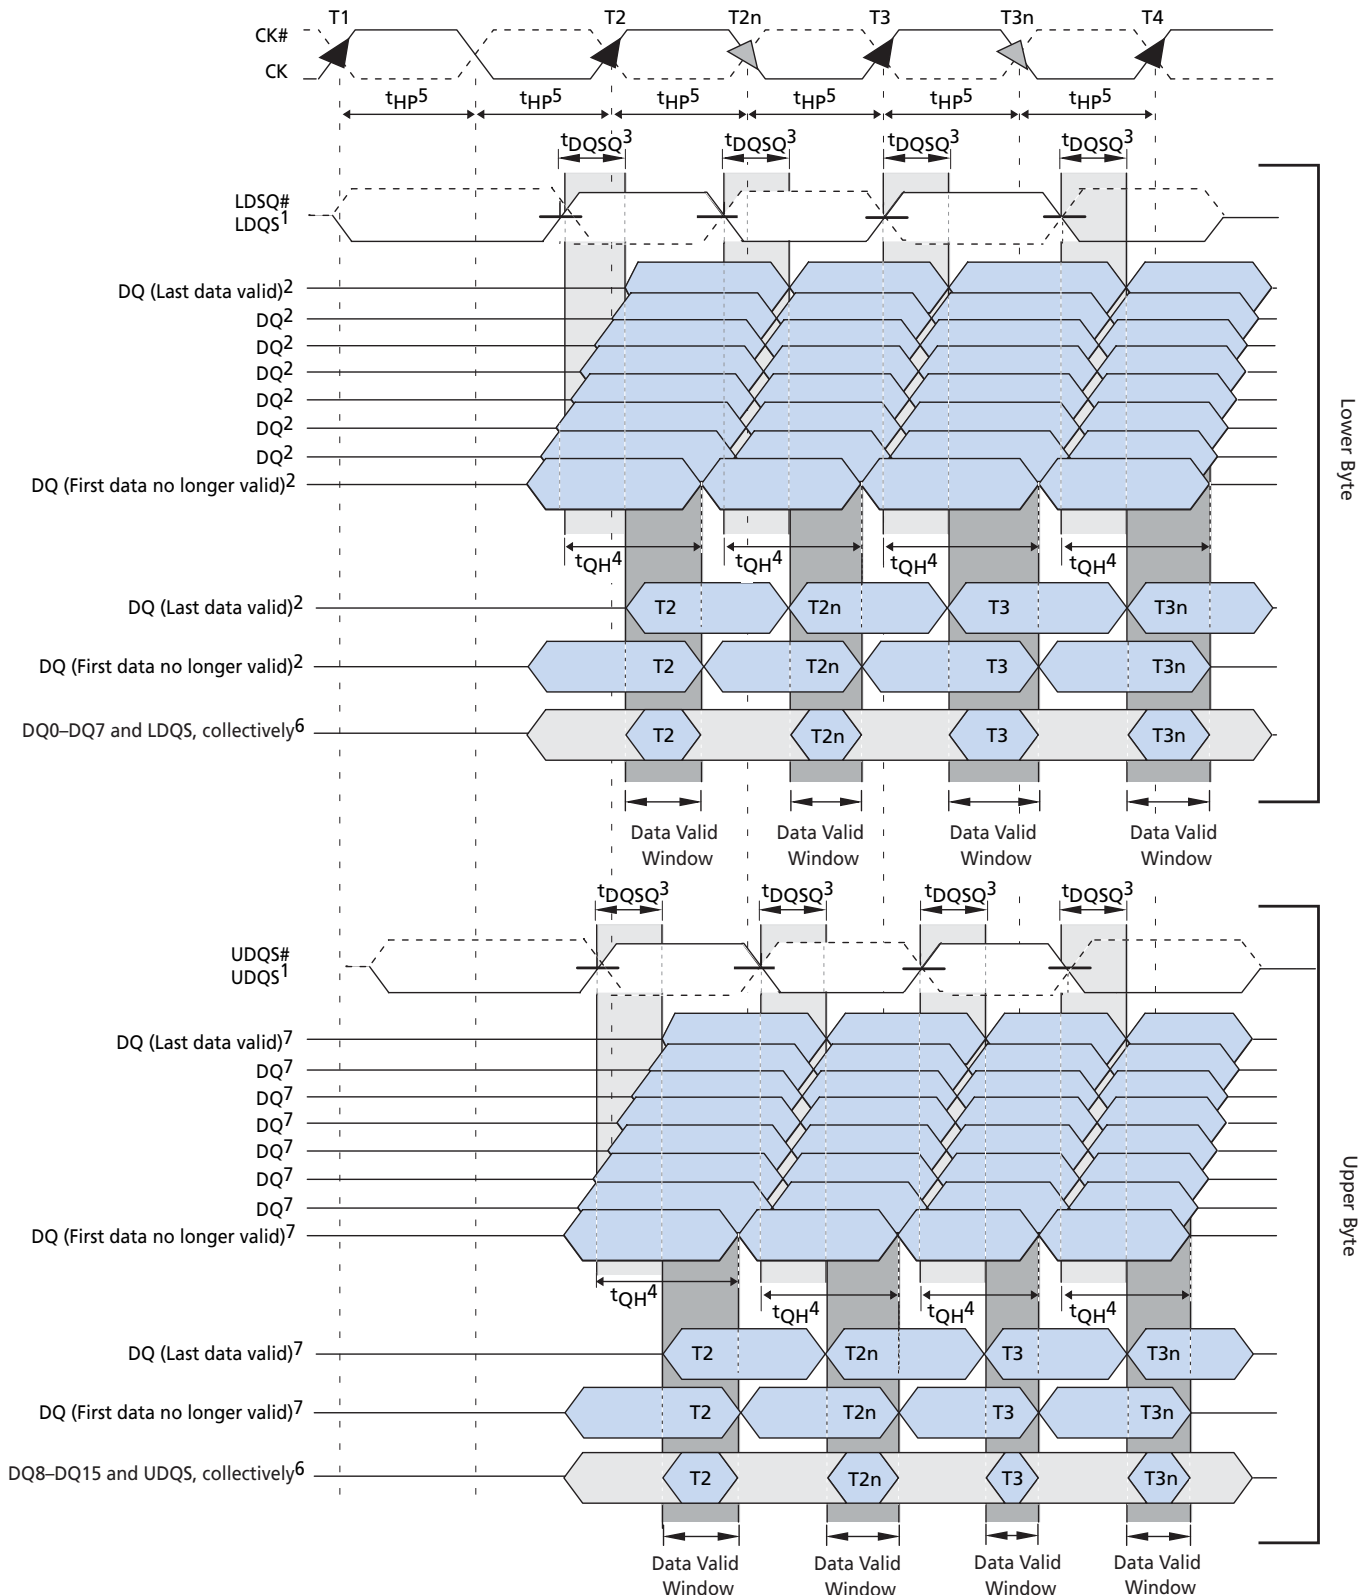 T1 T2 T2n T3 T3n T4
CK#
CK
tHP5 tHP5 tHP5 tHP5 tHP5 tHP5
tDQSQ3 tDQSQ3 tDQSQ3 tDQSQ3
LDSQ#
LDQS1
DQ (Last data valid)2
DQ2
DQ2
DQ2
DQ2
DQ2
DQ2
DQ (First data no longer valid)2
Lower Byte
tQH4 tQH4 tQH4 tQH4
DQ (Last data valid)2 T2 T2n T3 T3n
DQ (First data no longer valid)2 T2 T2n T3 T3n
DQ0–DQ7 and LDQS, collectively6 T2 T2n T3 T3n
Data Valid Data Valid Data Valid Data Valid
Window Window Window Window
tDQSQ3 tDQSQ3 tDQSQ3 tDQSQ3
UDQS#
UDQS1
DQ (Last data valid)7
DQ7
DQ7
DQ7
DQ7
DQ7
DQ7
DQ (First data no longer valid)7
Upper Byte
tQH4 tQH4 tQH4 tQH4
DQ (Last data valid)7 T2 T2n T3 T3n
DQ (First data no longer valid)7 T2 T2n T3 T3n
DQ8–DQ15 and UDQS, collectively6 T2 T2n T3 T3n
Data Valid Data Valid Data Valid Data Valid
Window Window Window Window